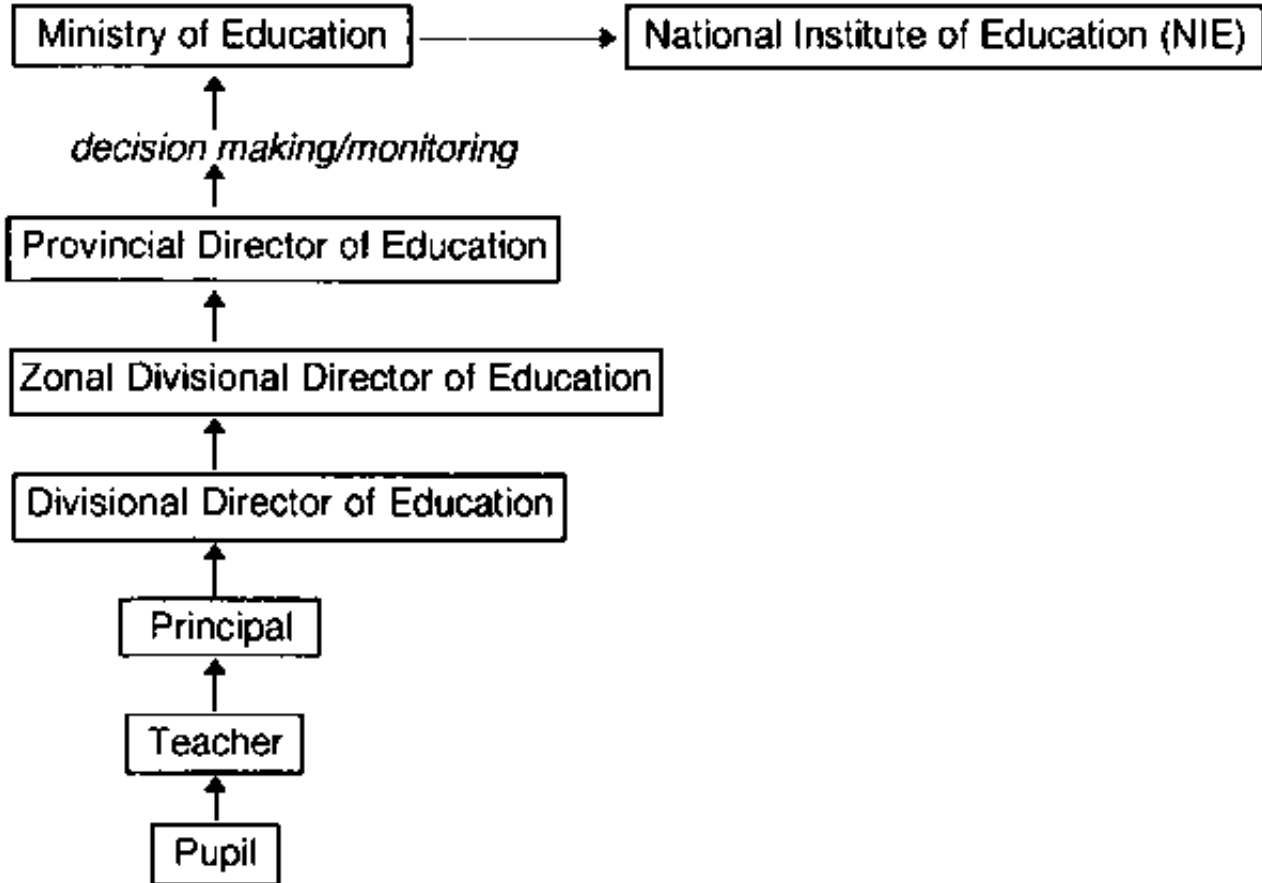 Ministry of Education
National Institute of Education (NIE)
decision making/monitoring
Provincial Director of Education
Zonal Divisional Director of Education
Divisional Director of Education
Principal
Teacher
Pupil